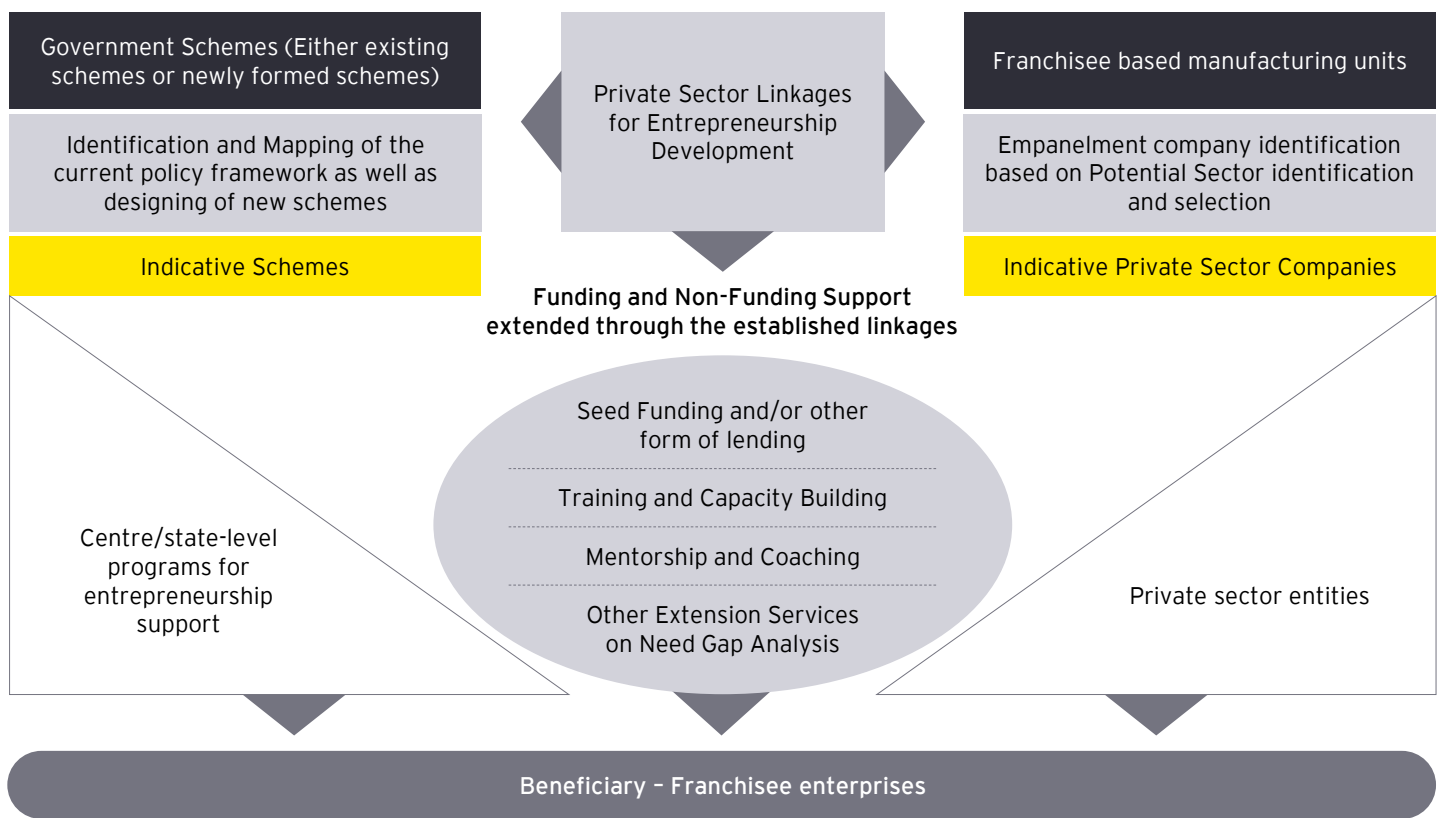 Government Schemes (Either existing
schemes or newly formed schemes)
Identification and Mapping of the
current policy framework as well as
designing of new schemes
Indicative Schemes
Centre/state-level
programs for
entrepreneurship
support
Private Sector Linkages
for Entrepreneurship
Development
Funding and Non-Funding Support
extended through the established linkages
Seed Funding and/or other
form of lending
Training and Capacity Building
Mentorship and Coaching
Other Extension Services
on Need Gap Analysis
Franchisee based manufacturing units
Empanelment company identification
based on Potential Sector identification
and selection
Indicative Private Sector Companies
Private sector entities
Beneficiary – Franchisee enterprises